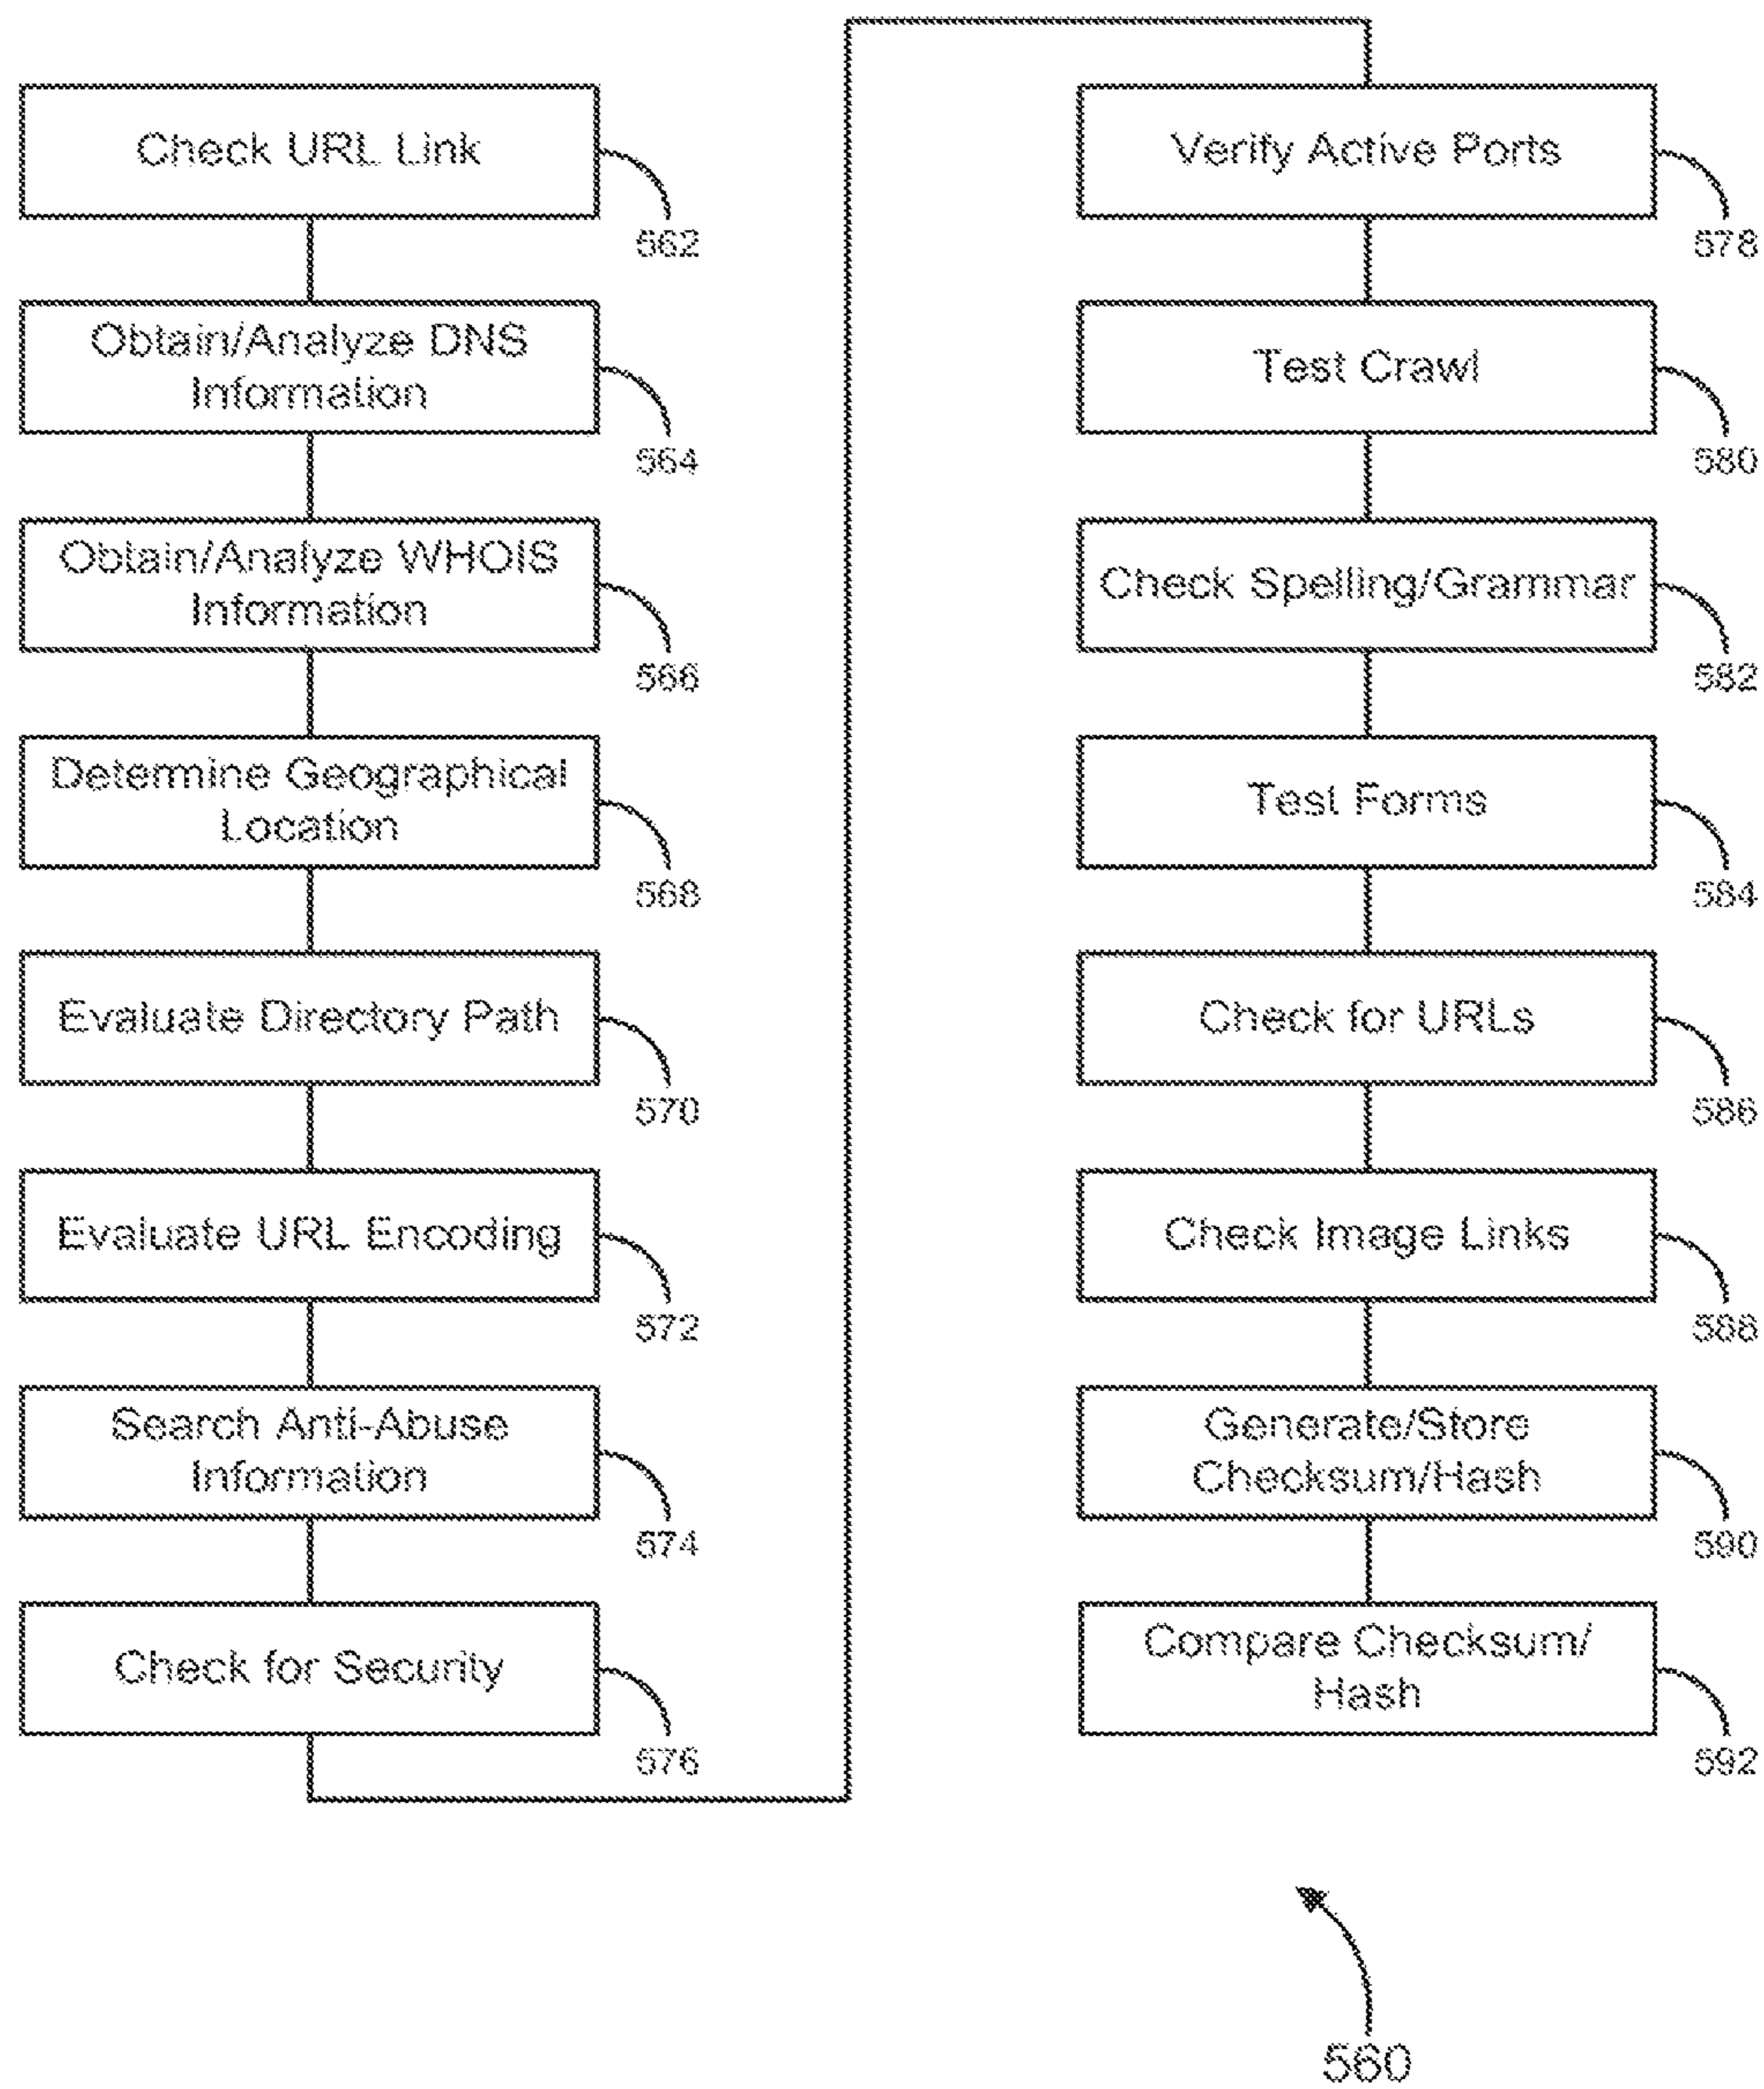 Check URL Link
562
Obtain/Analyze DNS
Information
564
Obtain/Analyze WHOIS
Information
566
Determine Geographical
Location
568
Evaluate Directory Path
570
Evaluate URL Encoding
572
Search Anti-Abuse
Information
574
Check for Security
576
Verify Active Ports
578
Test Crawl
580
Check Spelling/Grammar
582
Test Forms
584
Check for URLs
586
Check Image Links
588
Generate/Store
Checksum/Hash
590
Compare Checksum/
Hash
592
560